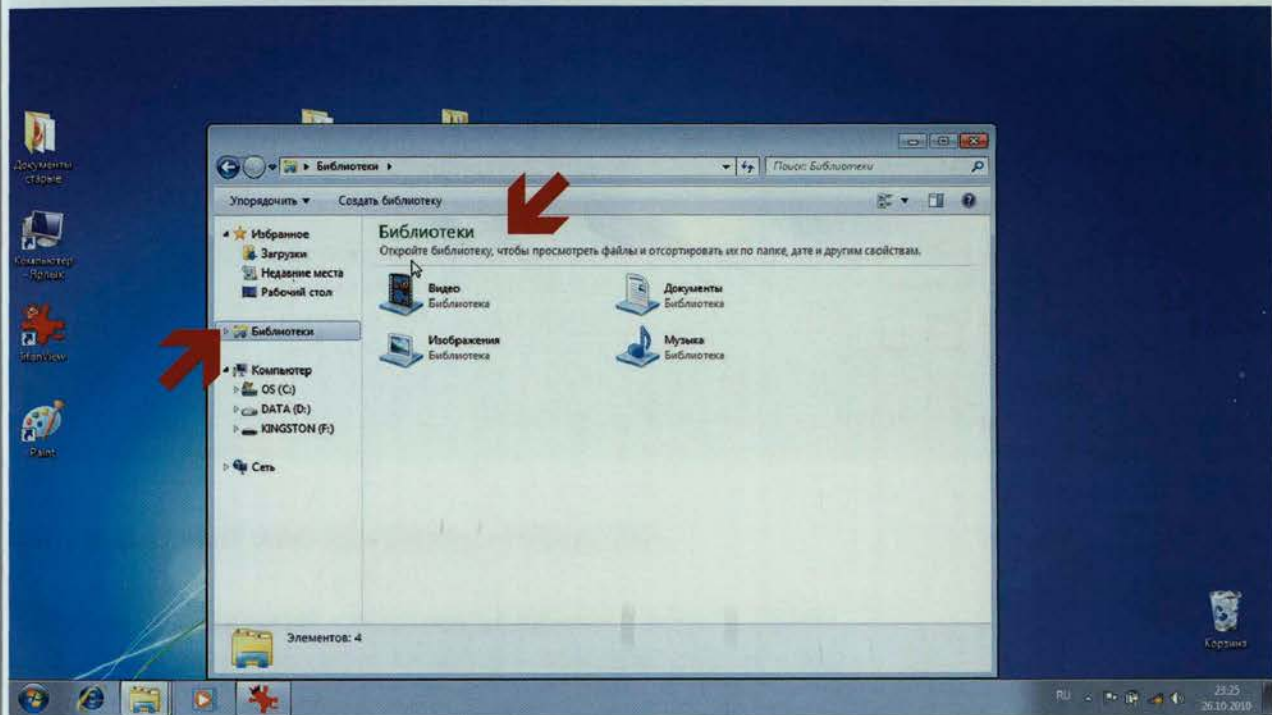 Документы
старые
Компьютер
- Ярлык
IrfanView
Paint
Библиотеки
Поиск: Библиотеки
Упорядочить
Создать библиотеку
Избранное
Загрузки
Недавние места
Рабочий стол
Библиотеки
Компьютер
OS (C:)
DATA (D:)
KINGSTON (F:)
Сеть
Библиотеки
Откройте библиотеку, чтобы просмотреть файлы и отсортировать их по папке, дате и другим свойствам.
Видео
Библиотека
Документы
Библиотека
Изображения
Библиотека
Музыка
Библиотека
Элементов: 4
Корзина
RU
23:25
26.10.2010